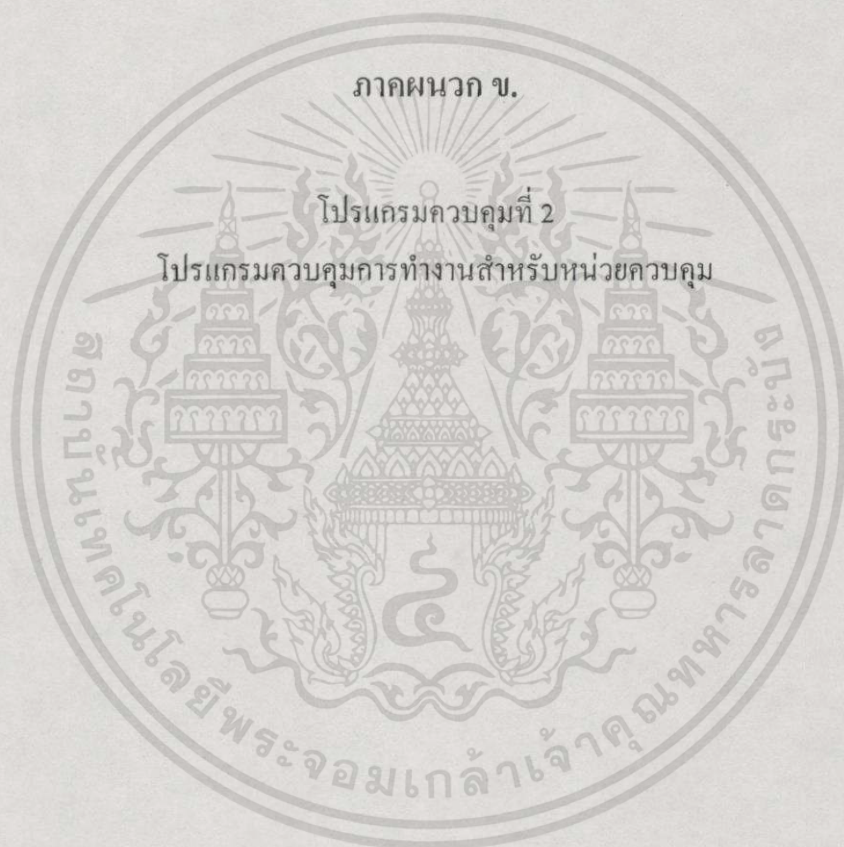 ภาคผนวก ข.
โปรแกรมควบคุมที่ 2
โปรแกรมควบคุมการทำงานสำหรับหน่วยควบคุม
สถาบันเทคโนโลยีพระจอมเกล้าเจ้าคุณทหารลาดกระบัง
๔